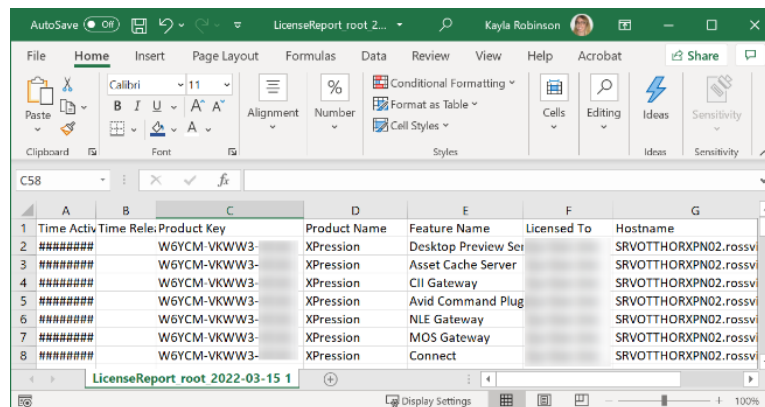 AutoSave Off LicenseReport_root_2... Kayla Robinson
File Home Insert Page Layout Formulas Data Review View Help Acrobat Share
Paste Calibri 11 B I U A A A Alignment % Number Conditional Formatting Format as Table Cell Styles Cells Editing Ideas Sensitivity
Clipboard Font Styles Ideas Sensitivity
C58 fx
A B C D E F G
1 Time Activ Time Rele Product Key Product Name Feature Name Licensed To Hostname
2 ######## W6YCM-VKWW3- XPression Desktop Preview Ser SRVOTTHORXPN02.rossvi
3 ######## W6YCM-VKWW3- XPression Asset Cache Server SRVOTTHORXPN02.rossvi
4 ######## W6YCM-VKWW3- XPression CII Gateway SRVOTTHORXPN02.rossvi
5 ######## W6YCM-VKWW3- XPression Avid Command Plug SRVOTTHORXPN02.rossvi
6 ######## W6YCM-VKWW3- XPression NLE Gateway SRVOTTHORXPN02.rossvi
7 ######## W6YCM-VKWW3- XPression MOS Gateway SRVOTTHORXPN02.rossvi
8 ######## W6YCM-VKWW3- XPression Connect SRVOTTHORXPN02.rossvi
LicenseReport_root_2022-03-15 1
Display Settings 100%